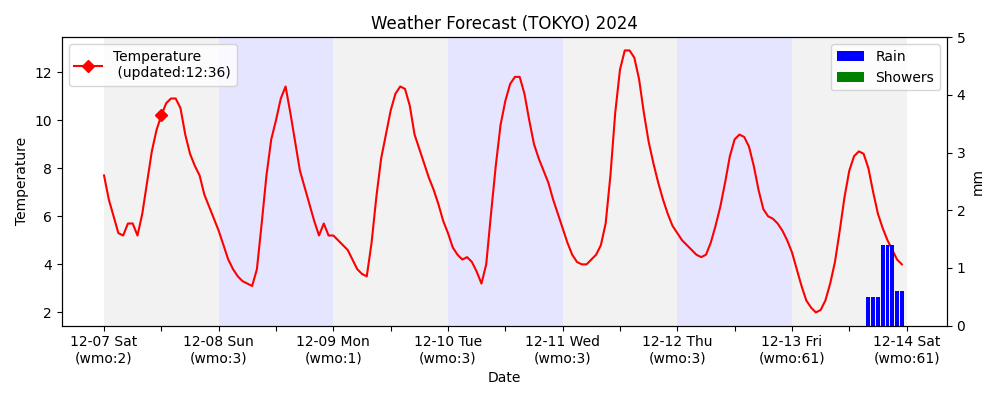 Weather Forecast (TOKYO) 2024
Temperature
(updated:12:36)
Rain
Showers
Temperature
12
10
8
6
4
2
5
4
3
2
1
0
mm
12-07 Sat
(wmo:2)
12-08 Sun
(wmo:3)
12-09 Mon
(wmo:1)
12-10 Tue
(wmo:3)
12-11 Wed
(wmo:3)
12-12 Thu
(wmo:3)
12-13 Fri
(wmo:61)
12-14 Sat
(wmo:61)
Date